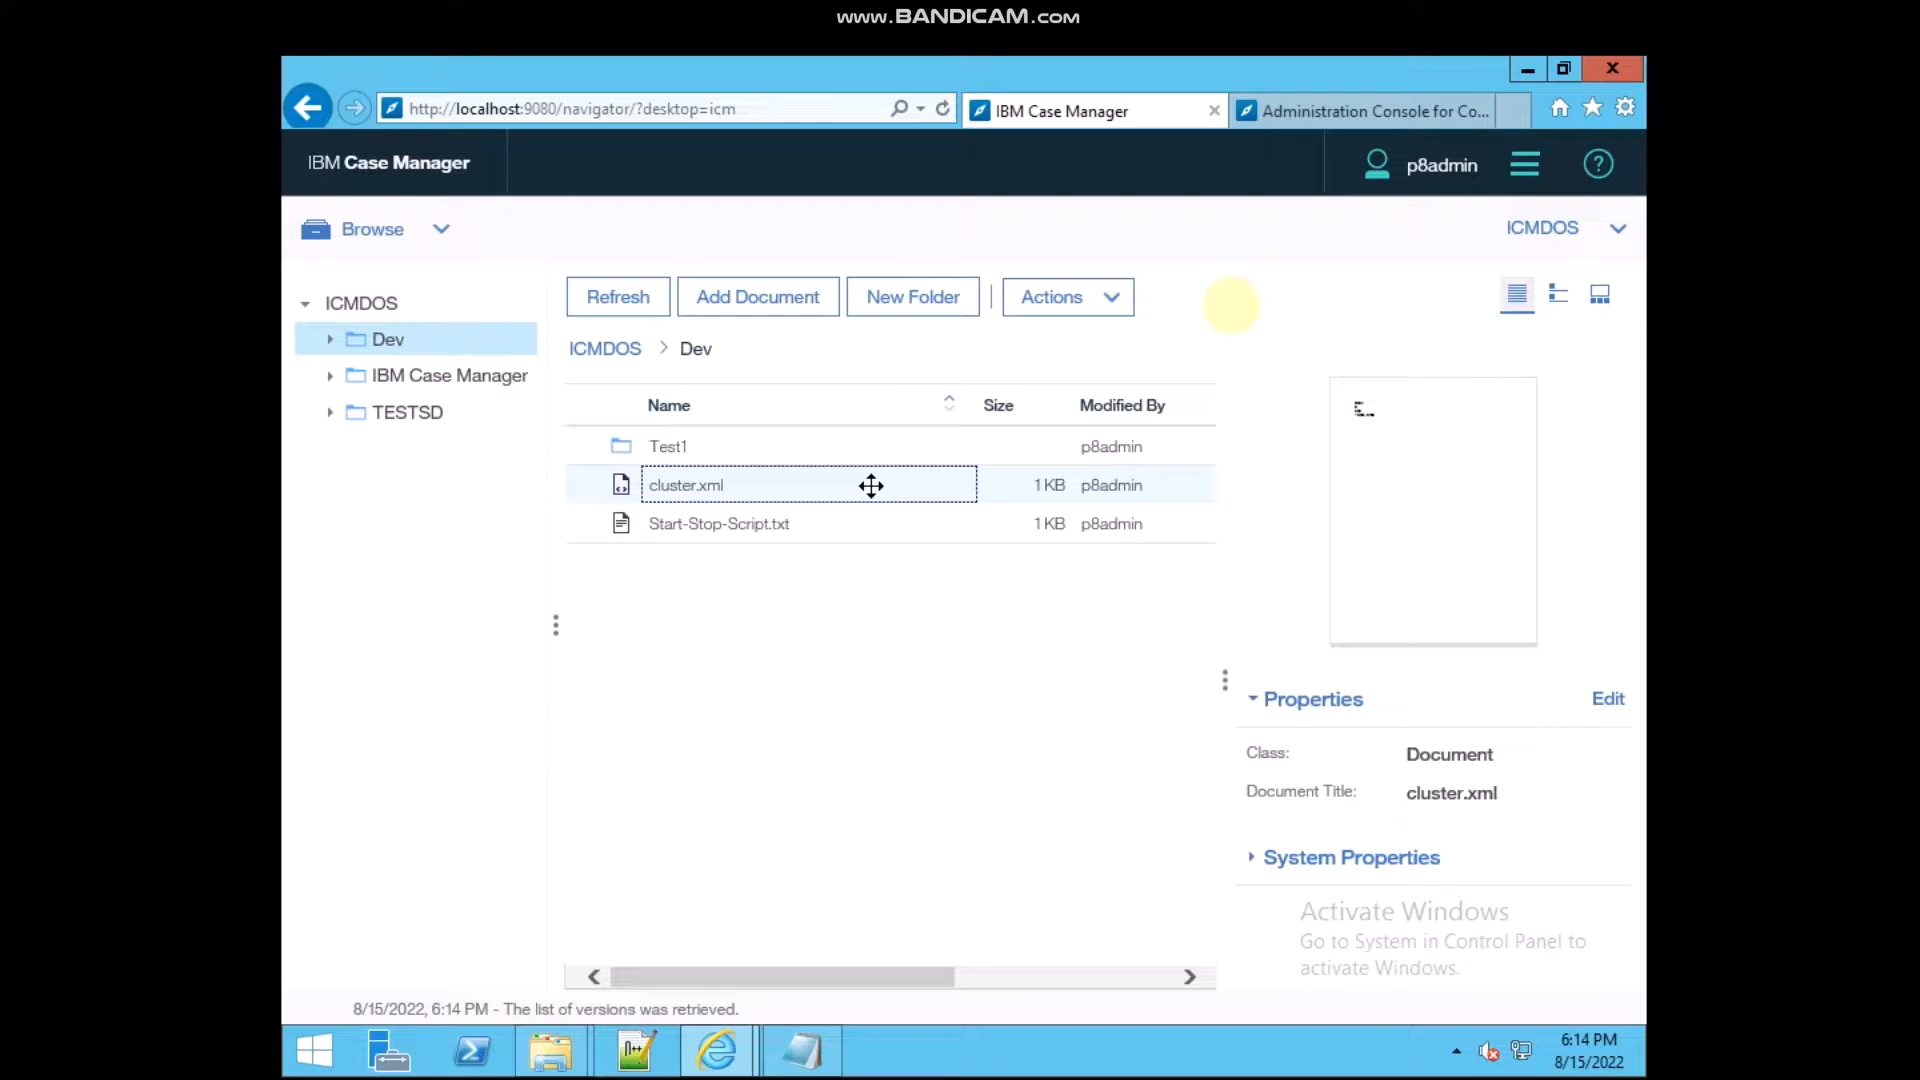 www.BANDICAM.com
http://localhost:9080/navigator/?desktop=icm
IBM Case Manager
Administration Console for Co...
IBM Case Manager
p8admin
Browse
ICMDOS
ICMDOS
Dev
IBM Case Manager
TESTSD
Refresh
Add Document
New Folder
Actions
ICMDOS > Dev
Name Size Modified By
Test1 p8admin
cluster.xml 1 KB p8admin
Start-Stop-Script.txt 1 KB p8admin
Properties Edit
Class: Document
Document Title: cluster.xml
System Properties
Activate Windows
Go to System in Control Panel to
activate Windows.
8/15/2022, 6:14 PM - The list of versions was retrieved.
6:14 PM
8/15/2022